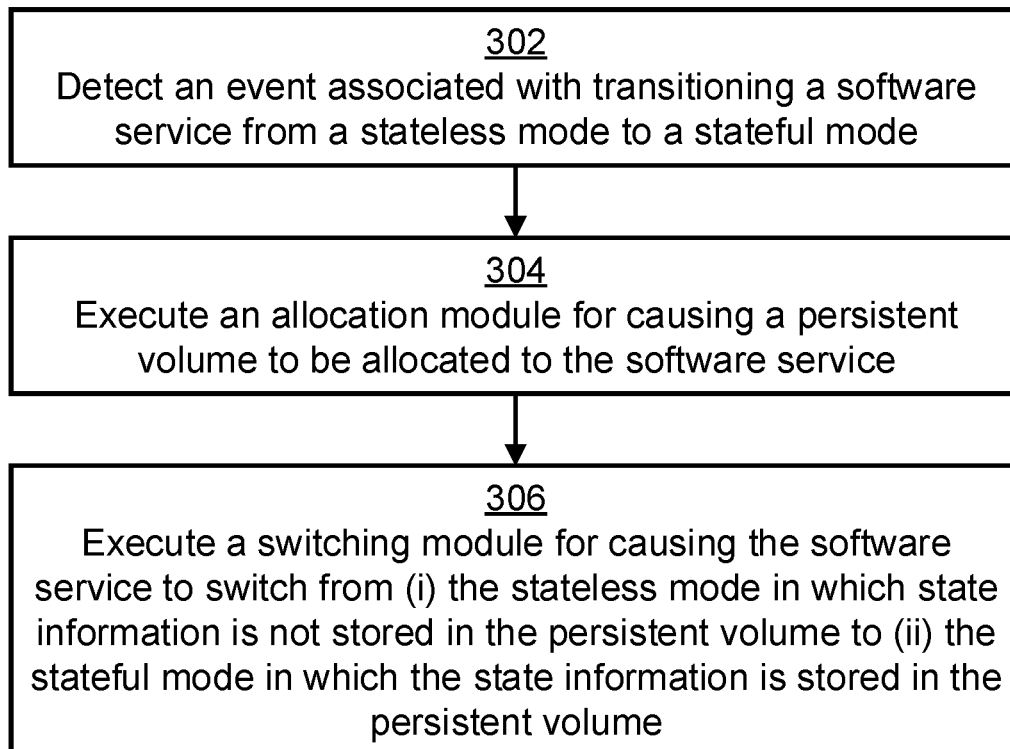 302
Detect an event associated with transitioning a software
service from a stateless mode to a stateful mode
304
Execute an allocation module for causing a persistent
volume to be allocated to the software service
306
Execute a switching module for causing the software
service to switch from (i) the stateless mode in which state
information is not stored in the persistent volume to (ii) the
stateful mode in which the state information is stored in the
persistent volume